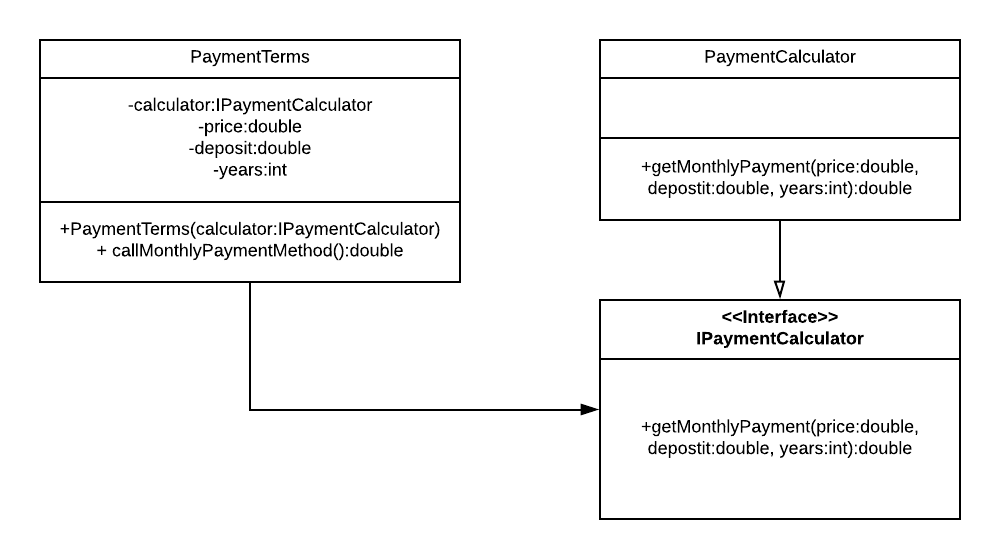 PaymentTerms
-calculator:IPaymentCalculator
-price:double
-deposit:double
-years:int
+PaymentTerms(calculator:IPaymentCalculator)
+ callMonthlyPaymentMethod():double
PaymentCalculator
+getMonthlyPayment(price:double,
depostit:double, years:int):double
<<Interface>>
IPaymentCalculator
+getMonthlyPayment(price:double,
depostit:double, years:int):double